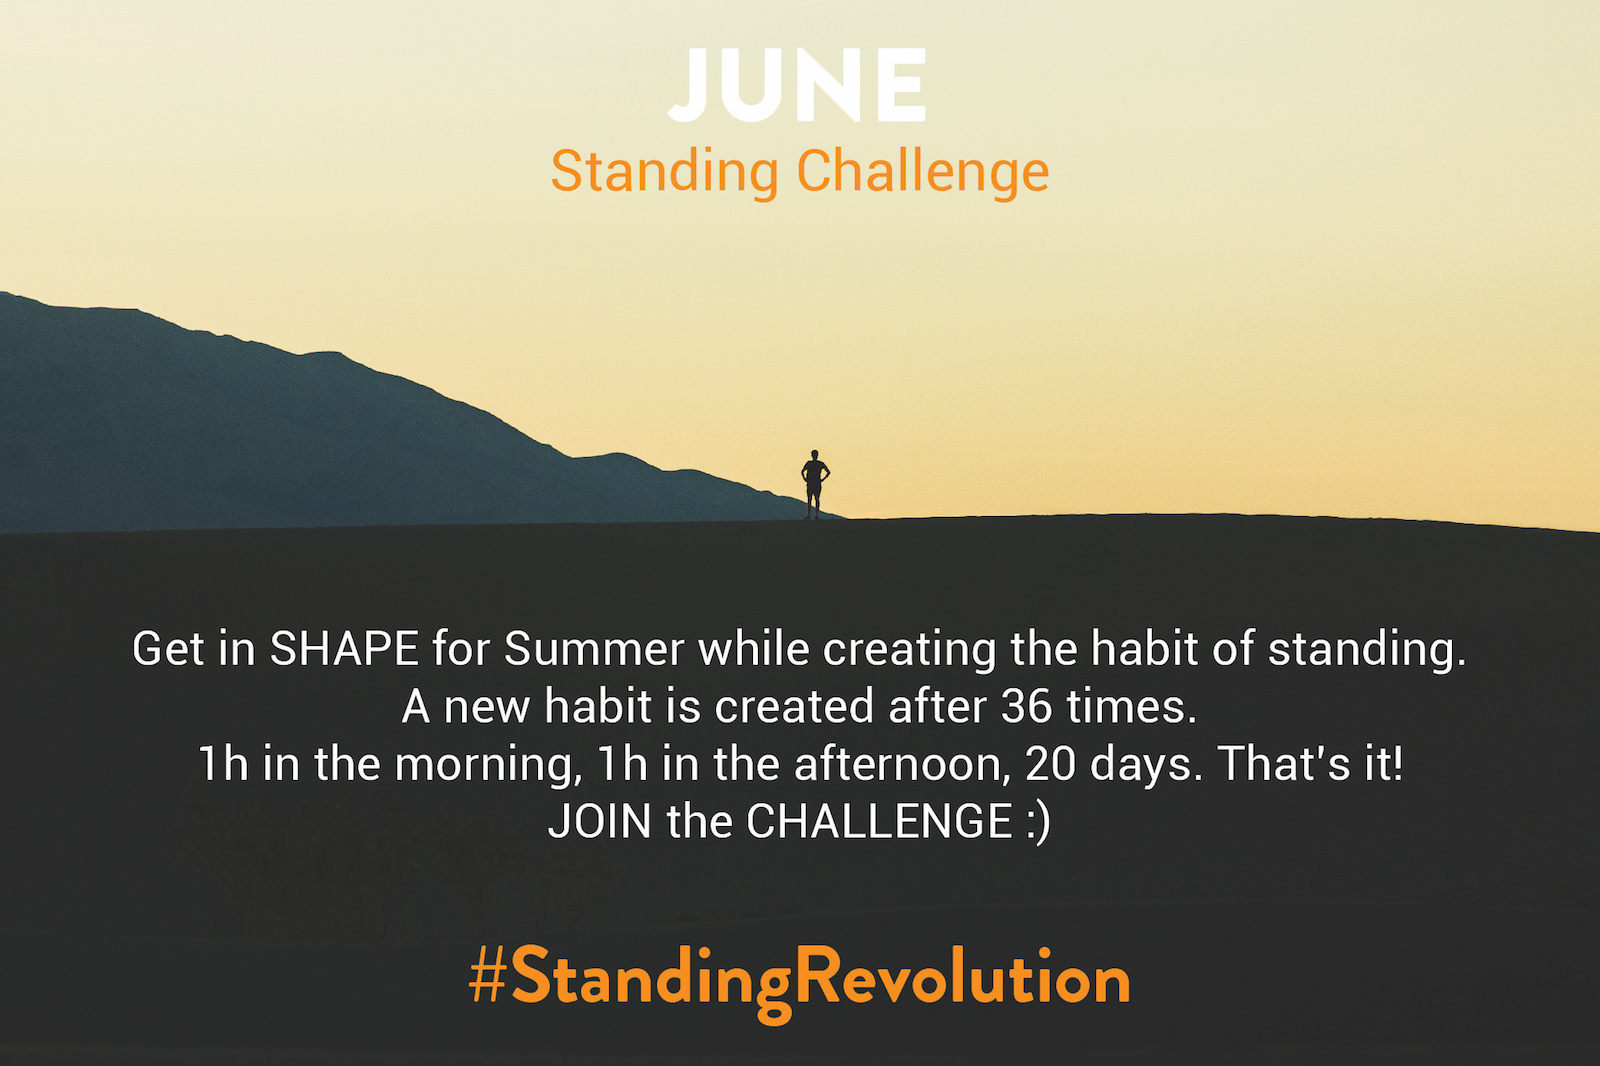 JUNE
Standing Challenge
Get in SHAPE for Summer while creating the habit of standing.
A new habit is created after 36 times.
1h in the morning, 1h in the afternoon, 20 days. That's it!
JOIN the CHALLENGE :)
#StandingRevolution